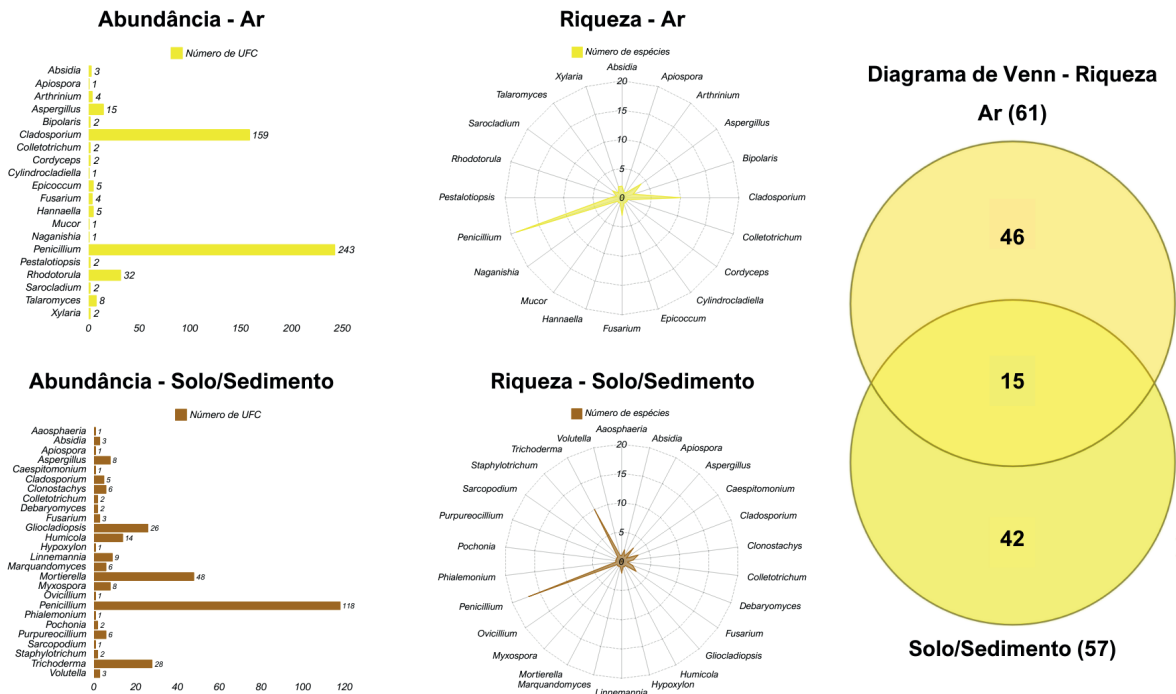 Abundância - Ar
Número de UFC
Absidia 3
Apiospora 1
Arthrinium 4
Aspergillus 15
Bipolaris 2
Cladosporium 159
Colletotrichum 2
Cordyceps 2
Cylindrocladiella 1
Epicoccum 5
Fusarium 4
Hannaella 5
Mucor 1
Naganishia 1
Penicillium 243
Pestalotiopsis 2
Rhodotorula 32
Sarocladium 2
Talaromyces 8
Xylaria 2
0 50 100 150 200 250
Riqueza - Ar
Número de espécies
Absidia
Apiospora
Arthrinium
Aspergillus
Bipolaris
Cladosporium
Colletotrichum
Cordyceps
Cylindrocladiella
Epicoccum
Fusarium
Hannaella
Mucor
Naganishia
Penicillium
Pestalotiopsis
Rhodotorula
Sarocladium
Talaromyces
Xylaria
20
15
10
5
0
Abundância - Solo/Sedimento
Número de UFC
Aaosphaeria 1
Absidia 3
Apiospora 1
Aspergillus 8
Caespitomonium 1
Cladosporium 5
Clonostachys 6
Colletotrichum 2
Debaryomyces 2
Fusarium 3
Gliocladiopsis 26
Humicola 14
Hypoxylon 1
Linnemannia 9
Marquandomyces 6
Mortierella 48
Myxospora 8
Ovicillium 1
Penicillium 118
Phialemonium 1
Pochonia 2
Purpureocillium 6
Sarcopodium 1
Staphylotrichum 2
Trichoderma 28
Volutella 3
0 20 40 60 80 100 120
Riqueza - Solo/Sedimento
Número de espécies
Aaosphaeria
Absidia
Apiospora
Aspergillus
Caespitomonium
Cladosporium
Clonostachys
Colletotrichum
Debaryomyces
Fusarium
Gliocladiopsis
Humicola
Hypoxylon
Linnemannia
Marquandomyces
Mortierella
Myxospora
Ovicillium
Penicillium
Phialemonium
Pochonia
Purpureocillium
Sarcopodium
Staphylotrichum
Trichoderma
Volutella
20
15
10
5
0
Diagrama de Venn - Riqueza
Ar (61)
46
15
42
Solo/Sedimento (57)